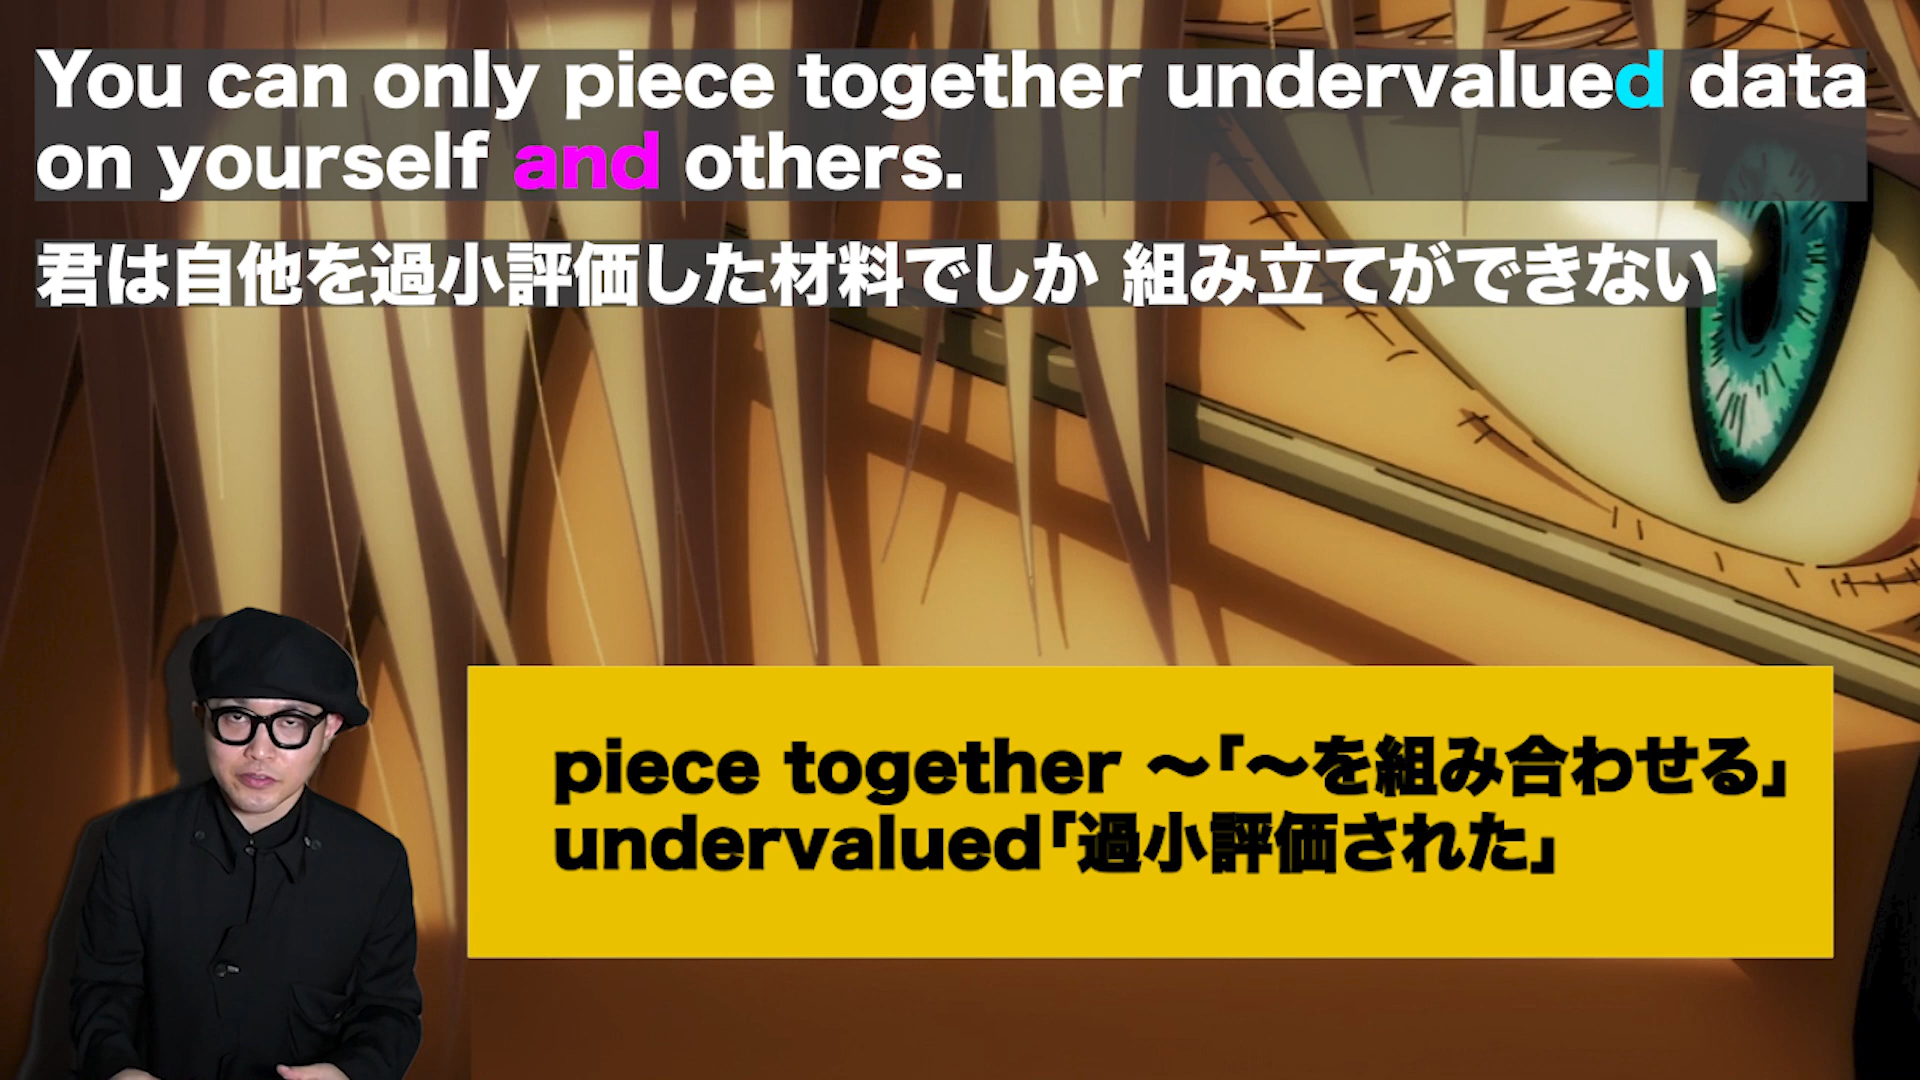 You can only piece together undervalued data
on yourself and others.
君は自他を過小評価した材料でしか 組み立てができない
piece together ～「～を組み合わせる」
undervalued「過小評価された」